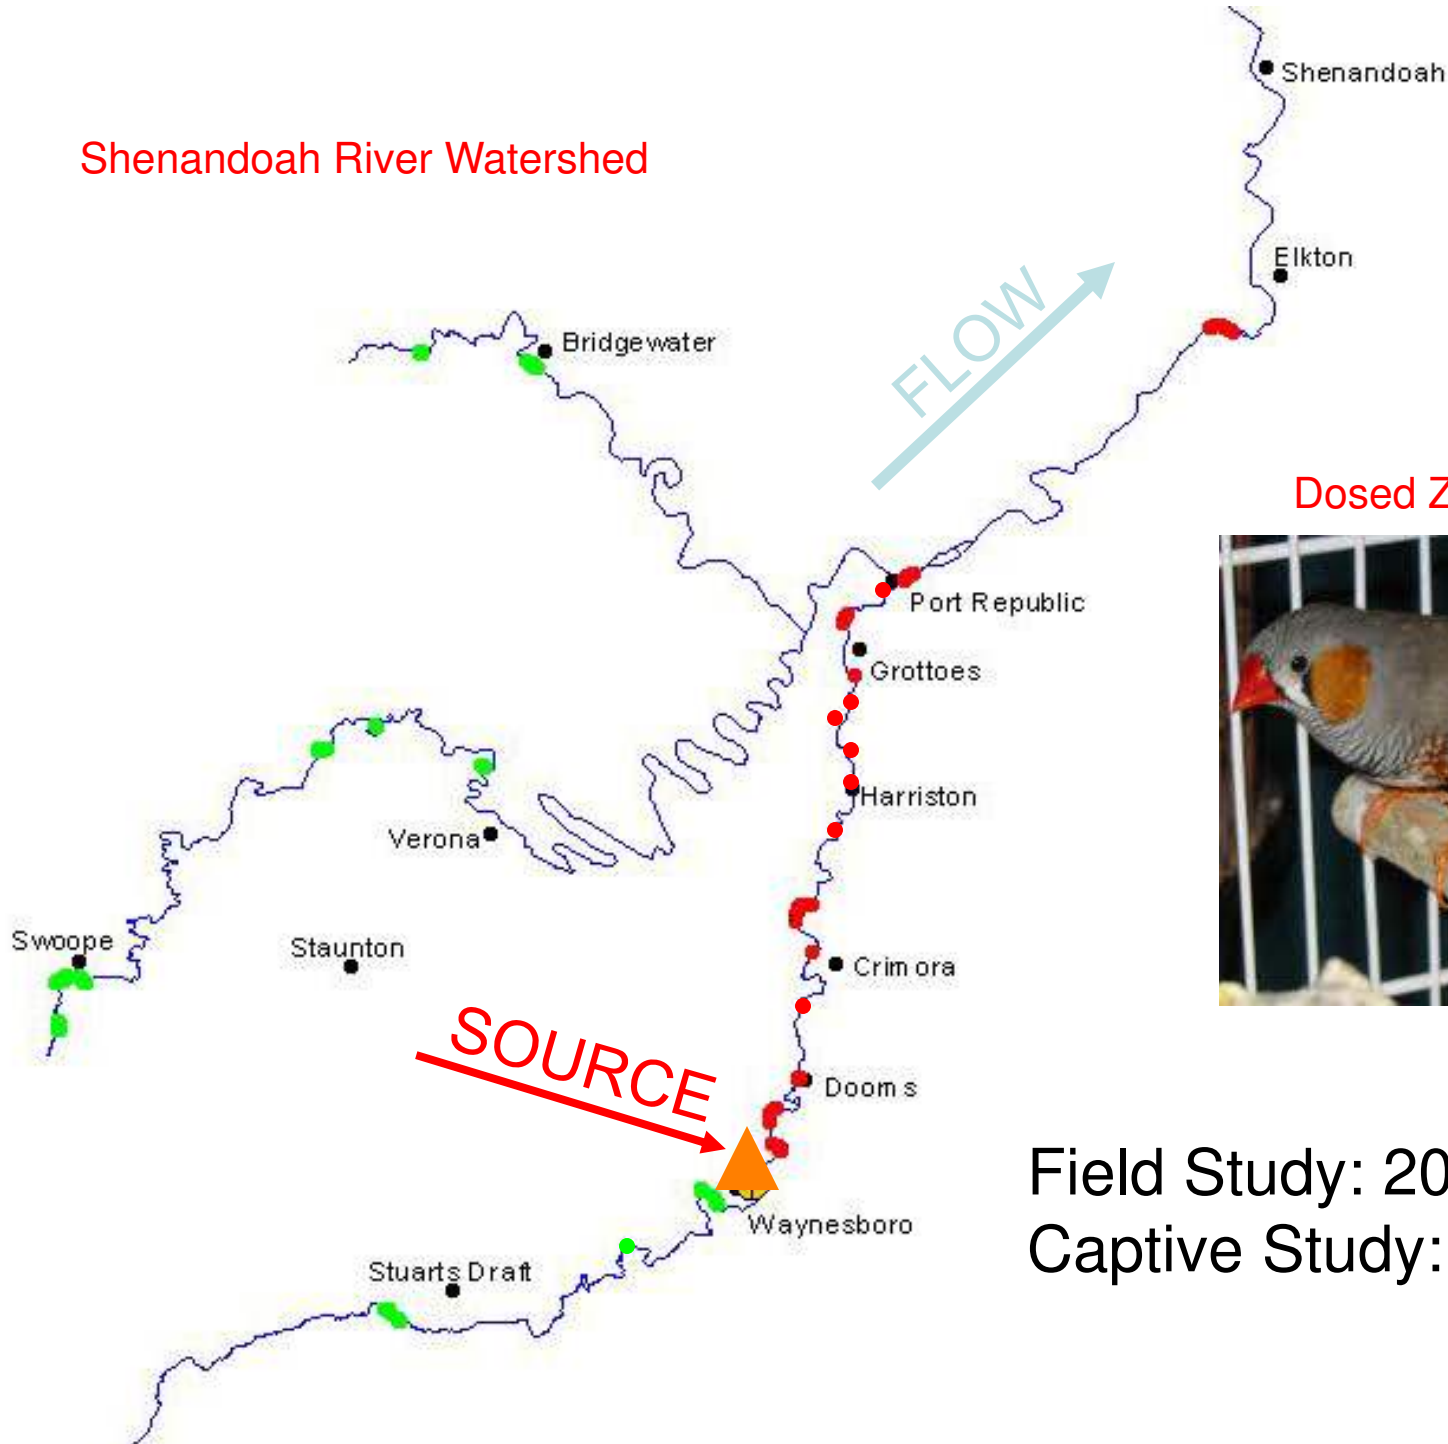 Shenandoah
Shenandoah River Watershed
Elkton
FLOW
Bridgewater
Dosed Z
Port Republic
Grottoes
Harriston
Verona
Swoope
Staunton
Crimora
SOURCE
Dooms
Field Study: 20
Waynesboro
Captive Study:
Stuarts Draft